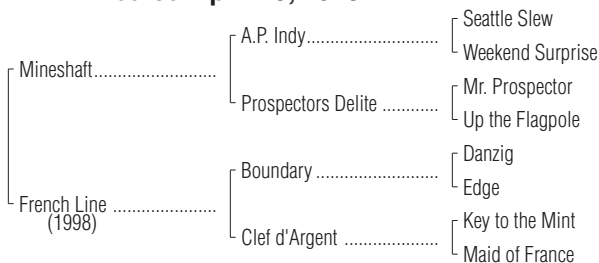 Seattle Slew
A.P. Indy
Weekend Surprise
Mineshaft
Mr. Prospector
Prospectors Delite
Up the Flagpole
Danzig
Boundary
Edge
French Line
(1998)
Key to the Mint
Clef d'Argent
Maid of France